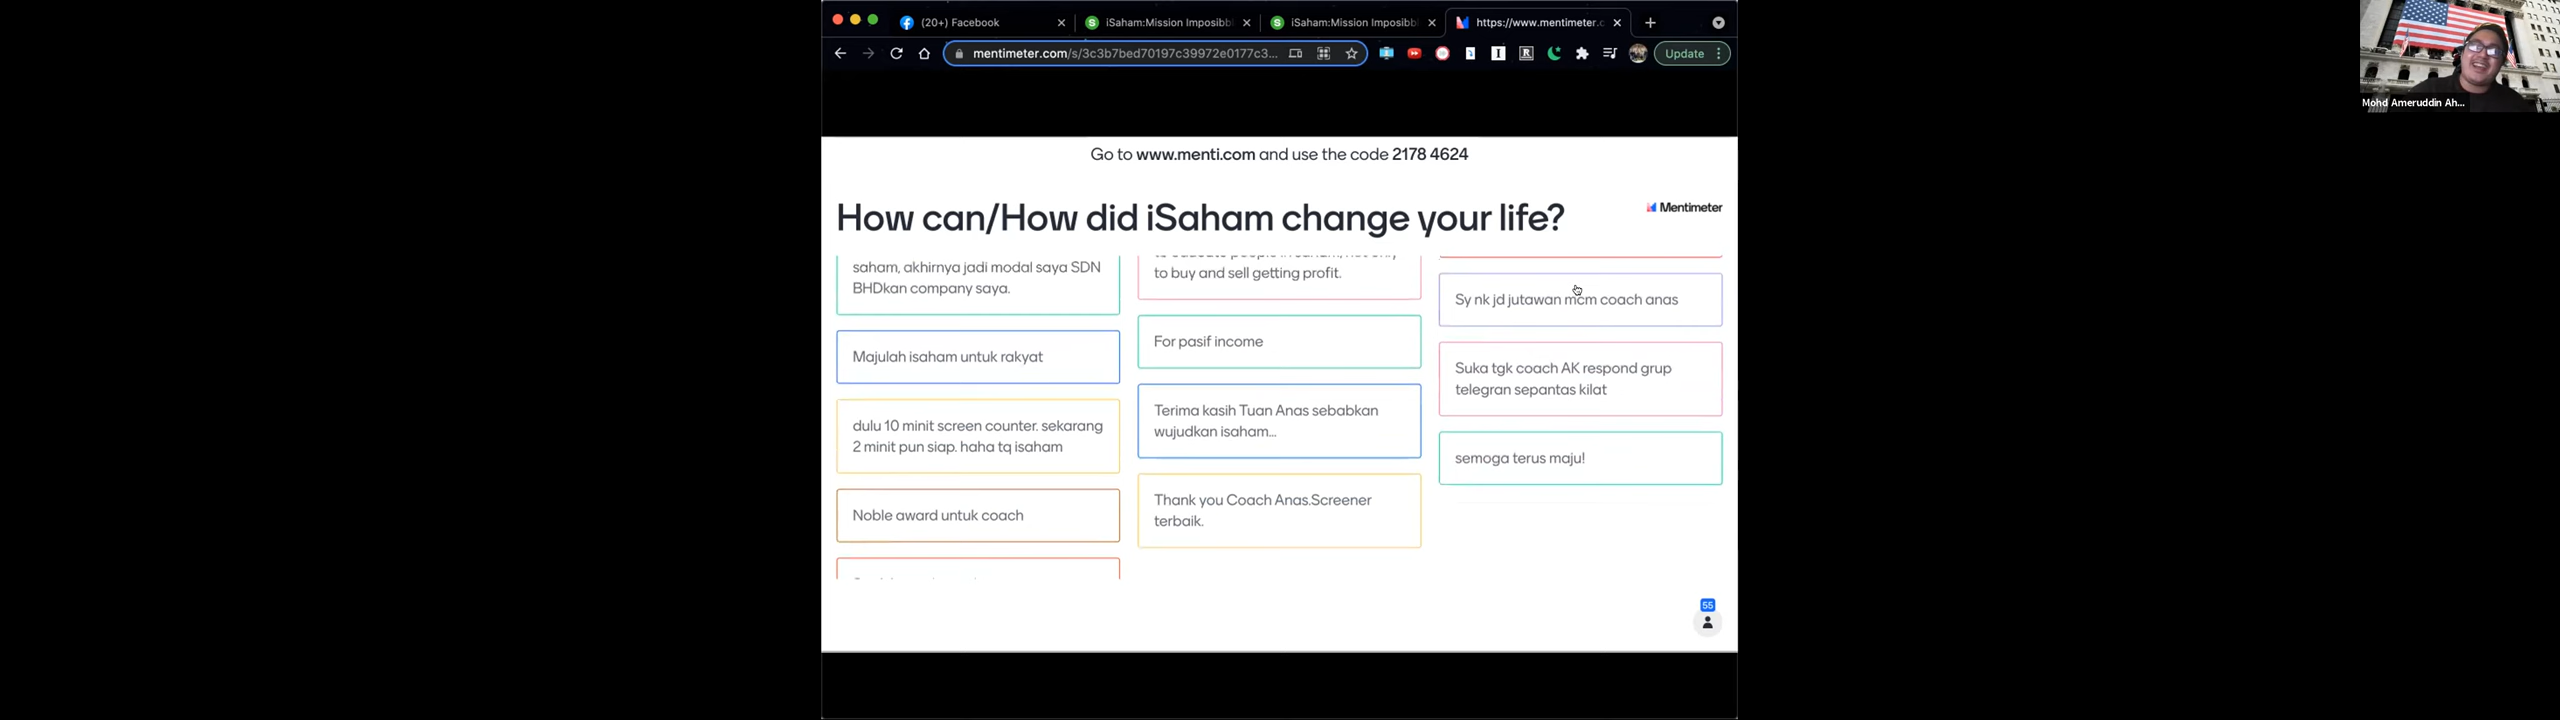 (20+) Facebook
iSaham:Mission Imposibb
iSaham:Mission Imposibb
https://www.mentimeter.c
mentimeter.com/s/3c3b7bed70197c39972e0177c3...
Update
Mohd Ameruddin Ah...
Go to www.menti.com and use the code 2178 4624
How can/How did iSaham change your life?
Mentimeter
saham, akhirnya jadi modal saya SDN
BHDkan company saya.
Majulah isaham untuk rakyat
dulu 10 minit screen counter. sekarang
2 minit pun siap. haha tq isaham
Noble award untuk coach
to buy and sell getting profit.
For pasif income
Terima kasih Tuan Anas sebabkan
wujudkan isaham...
Thank you Coach Anas.Screener
terbaik.
Sy nk jd jutawan mcm coach anas
Suka tgk coach AK respond grup
telegran sepantas kilat
semoga terus maju!
55